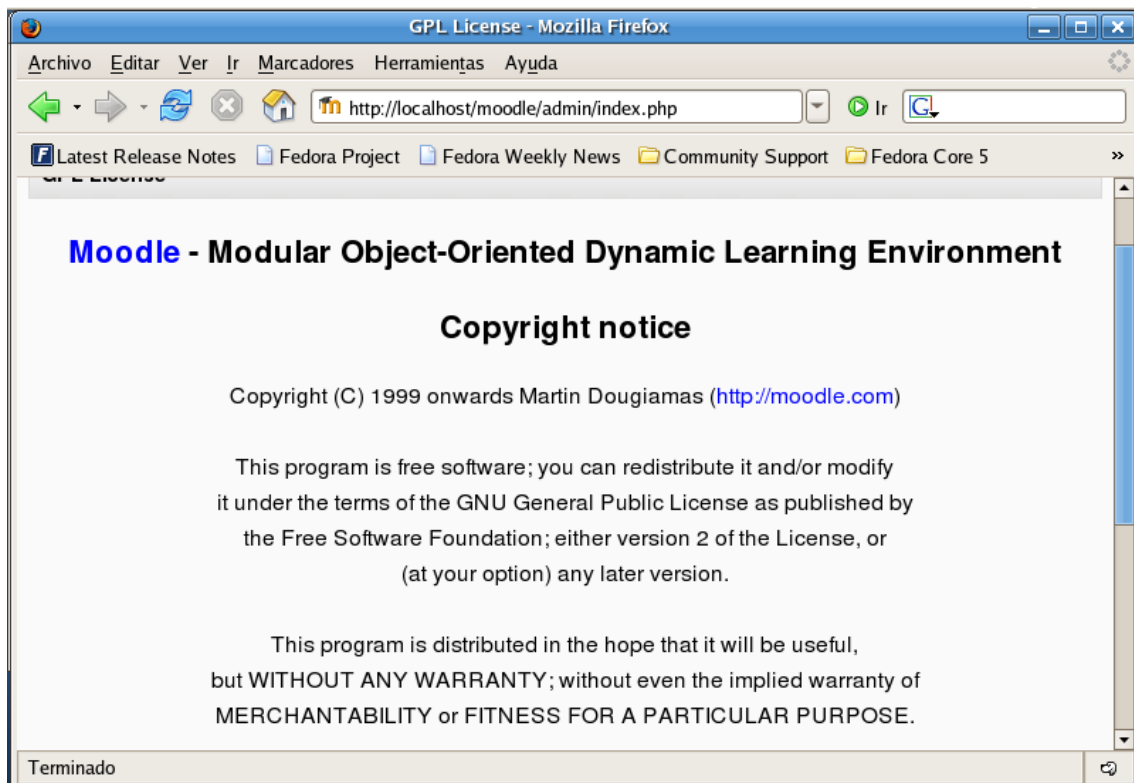 GPL License - Mozilla Firefox
Archivo Editar Ver Ir Marcadores Herramientas Ayuda
http://localhost/moodle/admin/index.php Ir
Latest Release Notes Fedora Project Fedora Weekly News Community Support Fedora Core 5 »
GPL License
Moodle - Modular Object-Oriented Dynamic Learning Environment
Copyright notice
Copyright (C) 1999 onwards Martin Dougiamas (http://moodle.com)
This program is free software; you can redistribute it and/or modify
it under the terms of the GNU General Public License as published by
the Free Software Foundation; either version 2 of the License, or
(at your option) any later version.
This program is distributed in the hope that it will be useful,
but WITHOUT ANY WARRANTY; without even the implied warranty of
MERCHANTABILITY or FITNESS FOR A PARTICULAR PURPOSE.
Terminado